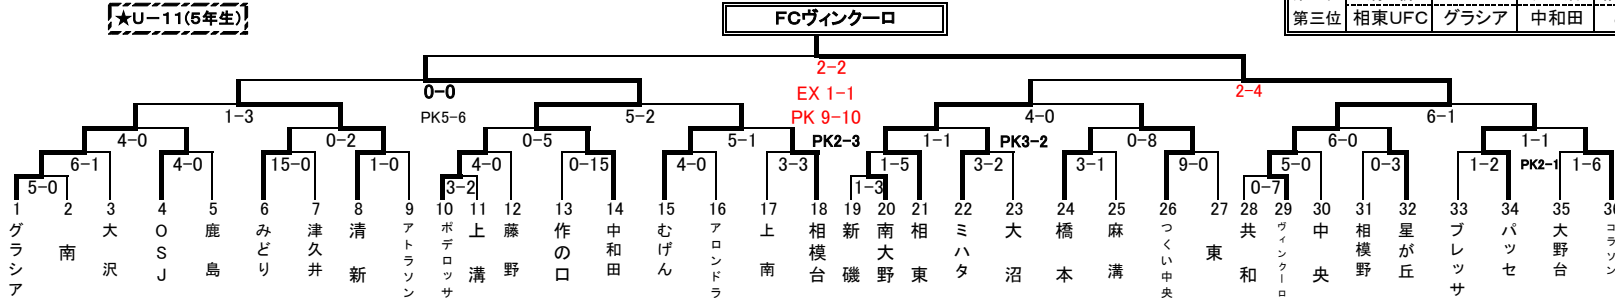 ★U-11(5年生)
FCヴィンクーロ
第三位 相東UFC グラシア 中和田
2-2
EX 1-1
PK 9-10
0-0
PK5-6
2-4
1-3
5-2
4-0
6-1
4-0
0-2
0-5
5-1
PK2-3
1-1
PK3-2
0-8
6-0
1-1
6-1
4-0
15-0
1-0
4-0
0-15
4-0
3-3
1-5
3-2
3-1
9-0
5-0
0-3
1-2
PK2-1
1-6
5-0
3-2
1-3
0-7
1 2 3 4 5 6 7 8 9 10 11 12 13 14 15 16 17 18 19 20 21 22 23 24 25 26 27 28 29 30 31 32 33 34 35 36
グラシア
南
大沢
OSJ
鹿島
みどり
津久井
清新
アトラソン
ポデロッサ
上溝
藤野
作のロ
中和田
むげん
アロンドラ
上南
相模台
新磯
南大野
相東
ミハタ
大沼
橋本
麻溝
つくい中央
東
共和
ヴィンクーロ
中央
相模野
星が丘
ブレッサ
パッセ
大野台
コラソン